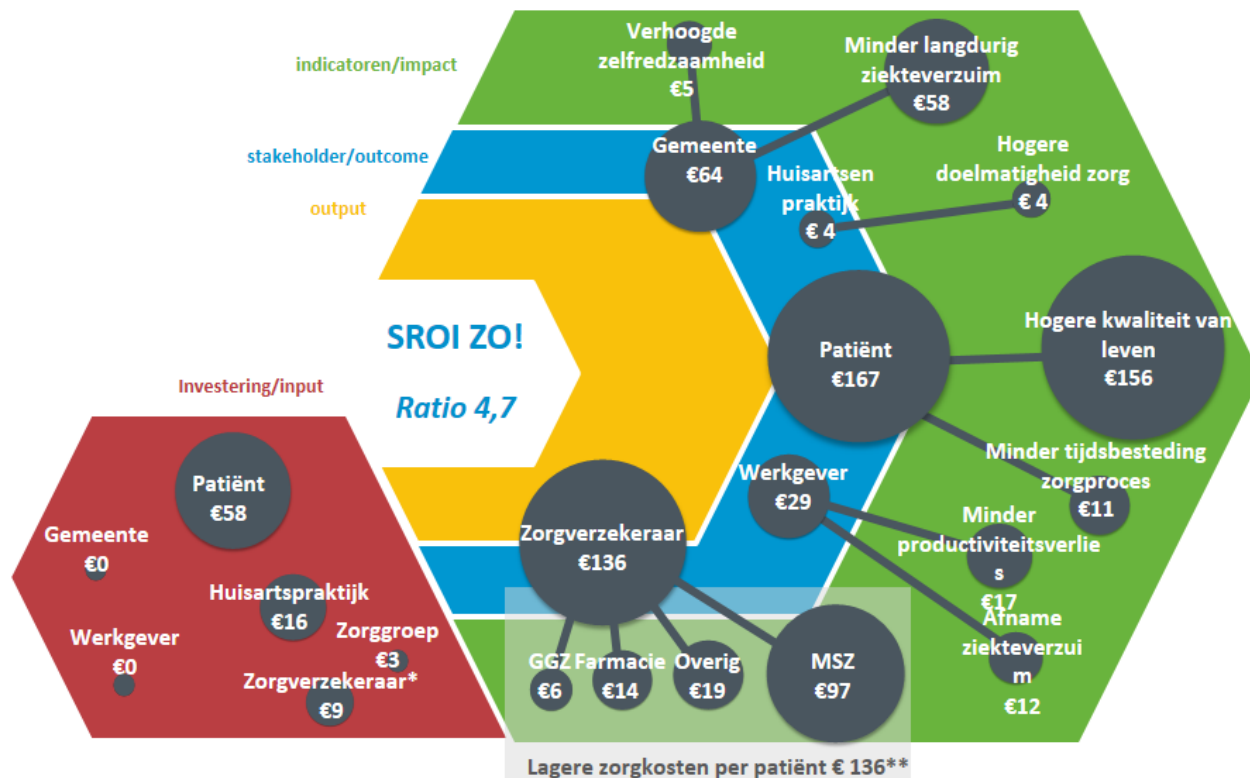 indicatoren/impact
Verhoogde
zelfredzaamheid
€5
Minder langdurig
ziekteverzuim
€58
stakeholder/outcome
Gemeente
€64
Huisartsen
praktijk
€ 4
Hogere
doelmatigheid zorg
€ 4
output
SROI ZO!
Ratio 4,7
Patiënt
€167
Hogere kwaliteit van
leven
€156
Minder tijdsbesteding
zorgproces
€11
Werkgever
€29
Minder
productiviteitsverlie
s
€17
Afname
ziekteverzui
m
€12
Zorgverzekeraar
€136
GGZ
€6
Farmacie
€14
Overig
€19
MSZ
€97
Lagere zorgkosten per patiënt € 136**
Investering/input
Patiënt
€58
Gemeente
€0
Huisartspraktijk
€16
Werkgever
€0
Zorggroep
€3
Zorgverzekeraar*
€9